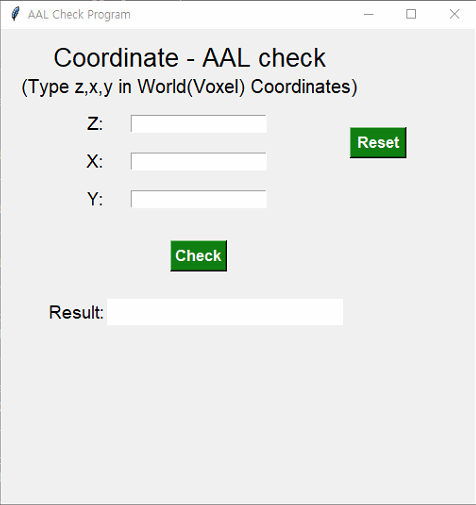 AAL Check Program
Coordinate - AAL check
(Type z,x,y in World(Voxel) Coordinates)
Z:
Reset
X:
Y:
Check
Result: